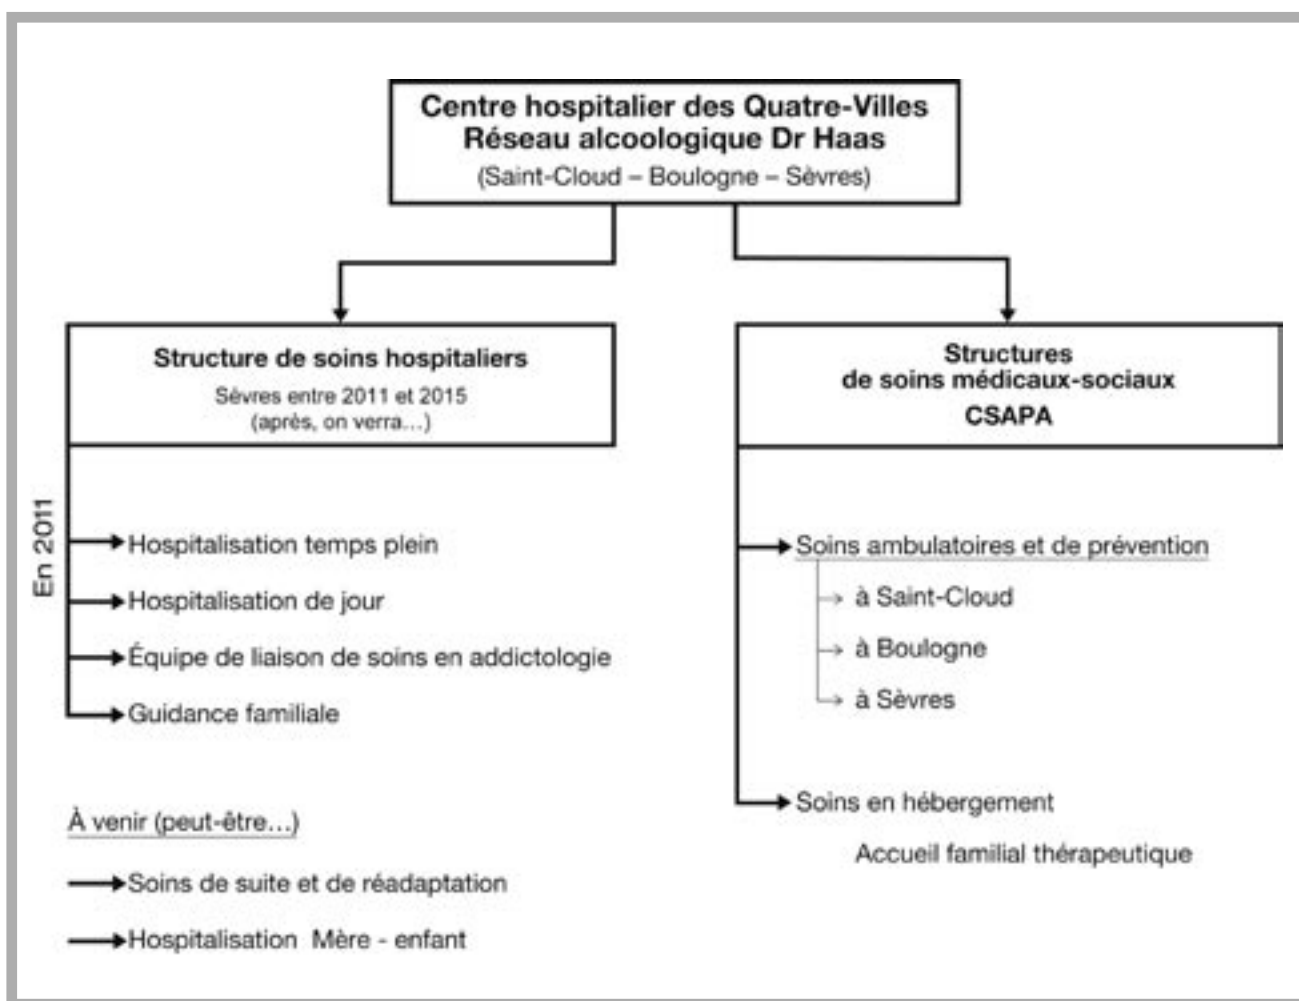 Centre hospitalier des Quatre-Villes
Réseau alcoologique Dr Haas
(Saint-Cloud – Boulogne – Sèvres)
Structure de soins hospitaliers
Sèvres entre 2011 et 2015
(après, on verra…)
En 2011
Hospitalisation temps plein
Hospitalisation de jour
Équipe de liaison de soins en addictologie
Guidance familiale
À venir (peut-être…)
Soins de suite et de réadaptation
Hospitalisation Mère - enfant
Structures
de soins médicaux-sociaux
CSAPA
Soins ambulatoires et de prévention
à Saint-Cloud
à Boulogne
à Sèvres
Soins en hébergement
Accueil familial thérapeutique